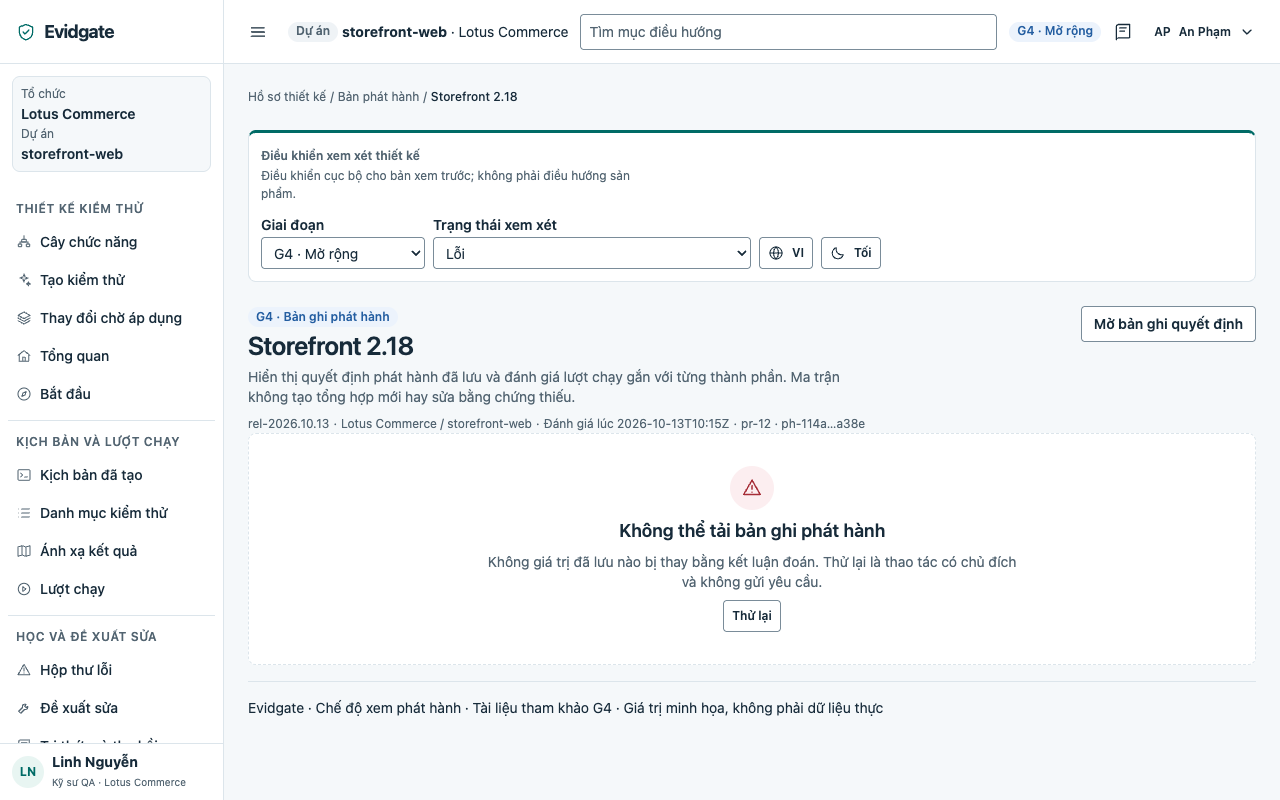 Evidgate
Dự án storefront-web · Lotus Commerce
Tìm mục điều hướng
G4 · Mở rộng
AP An Phạm
Tổ chức
Lotus Commerce
Dự án
storefront-web
THIẾT KẾ KIỂM THỬ
Cây chức năng
Tạo kiểm thử
Thay đổi chờ áp dụng
Tổng quan
Bắt đầu
KỊCH BẢN VÀ LƯỢT CHẠY
Kịch bản đã tạo
Danh mục kiểm thử
Ánh xạ kết quả
Lượt chạy
HỌC VÀ ĐỀ XUẤT SỬA
Hộp thư lỗi
Đề xuất sửa
LN
Linh Nguyễn
Kỹ sư QA · Lotus Commerce
Hồ sơ thiết kế / Bản phát hành / Storefront 2.18
Điều khiển xem xét thiết kế
Điều khiển cục bộ cho bản xem trước; không phải điều hướng sản
phẩm.
Giai đoạn
Trạng thái xem xét
G4 · Mở rộng
Lỗi
VI
Tối
G4 · Bản ghi phát hành
Storefront 2.18
Hiển thị quyết định phát hành đã lưu và đánh giá lượt chạy gắn với từng thành phần. Ma trận
không tạo tổng hợp mới hay sửa bằng chứng thiếu.
rel-2026.10.13 · Lotus Commerce / storefront-web · Đánh giá lúc 2026-10-13T10:15Z · pr-12 · ph-114a…a38e
Mở bản ghi quyết định
Không thể tải bản ghi phát hành
Không giá trị đã lưu nào bị thay bằng kết luận đoán. Thử lại là thao tác có chủ đích
và không gửi yêu cầu.
Thử lại
Evidgate · Chế độ xem phát hành · Tài liệu tham khảo G4 · Giá trị minh họa, không phải dữ liệu thực